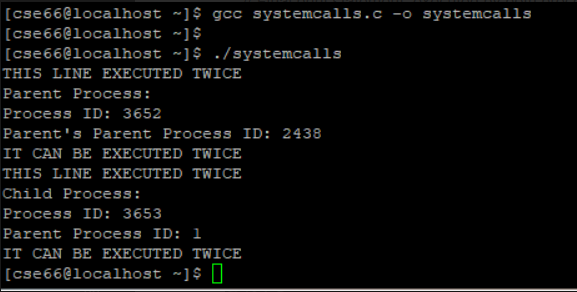 [cse66@localhost ~]$ gcc systemcalls.c -o systemcalls
[cse66@localhost ~]$
[cse66@localhost ~]$ ./systemcalls
THIS LINE EXECUTED TWICE
Parent Process:
Process ID: 3652
Parent's Parent Process ID: 2438
IT CAN BE EXECUTED TWICE
THIS LINE EXECUTED TWICE
Child Process:
Process ID: 3653
Parent Process ID: 1
IT CAN BE EXECUTED TWICE
[cse66@localhost ~]$